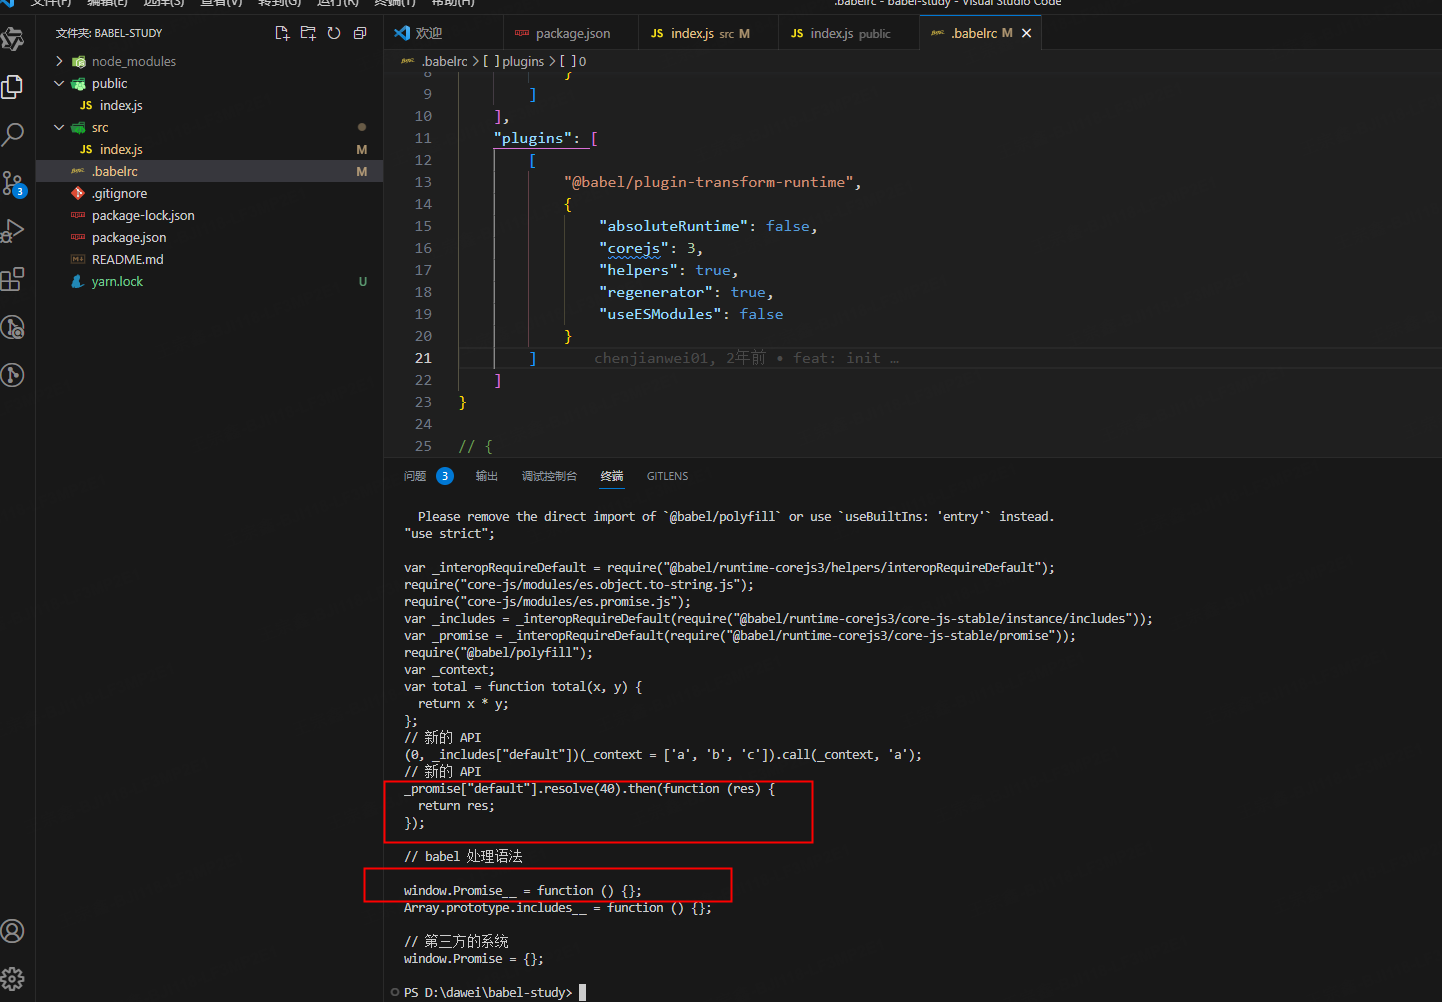 文件(F) 编辑(E) 选择(S) 查看(V) 转到(G) 运行(R) 终端(T) 帮助(H)
.babelrc - babel-study - Visual Studio Code
文件夹: BABEL-STUDY
欢迎
package.json
JS index.js src M
JS index.js public
.babelrc M
node_modules
public
JS index.js
src
JS index.js M
.babelrc M
.gitignore
package-lock.json
package.json
README.md
yarn.lock U
3
.babelrc > [ ] plugins > [ ] 0
8 }
9 ]
10 ],
11 "plugins": [
12 [
13 "@babel/plugin-transform-runtime",
14 {
15 "absoluteRuntime": false,
16 "corejs": 3,
17 "helpers": true,
18 "regenerator": true,
19 "useESModules": false
20 }
21 ] chenjianwei01, 2年前 • feat: init …
22 ]
23 }
24
25 // {
问题 3 输出 调试控制台 终端 GITLENS
Please remove the direct import of `@babel/polyfill` or use `useBuiltIns: 'entry'` instead.
"use strict";
var _interopRequireDefault = require("@babel/runtime-corejs3/helpers/interopRequireDefault");
require("core-js/modules/es.object.to-string.js");
require("core-js/modules/es.promise.js");
var _includes = _interopRequireDefault(require("@babel/runtime-corejs3/core-js-stable/instance/includes"));
var _promise = _interopRequireDefault(require("@babel/runtime-corejs3/core-js-stable/promise"));
require("@babel/polyfill");
var _context;
var total = function total(x, y) {
return x * y;
};
// 新的 API
(0, _includes["default"])(_context = ['a', 'b', 'c']).call(_context, 'a');
// 新的 API
_promise["default"].resolve(40).then(function (res) {
return res;
});
// babel 处理语法
window.Promise__ = function () {};
Array.prototype.includes__ = function () {};
// 第三方的系统
window.Promise = {};
PS D:\dawei\babel-study>